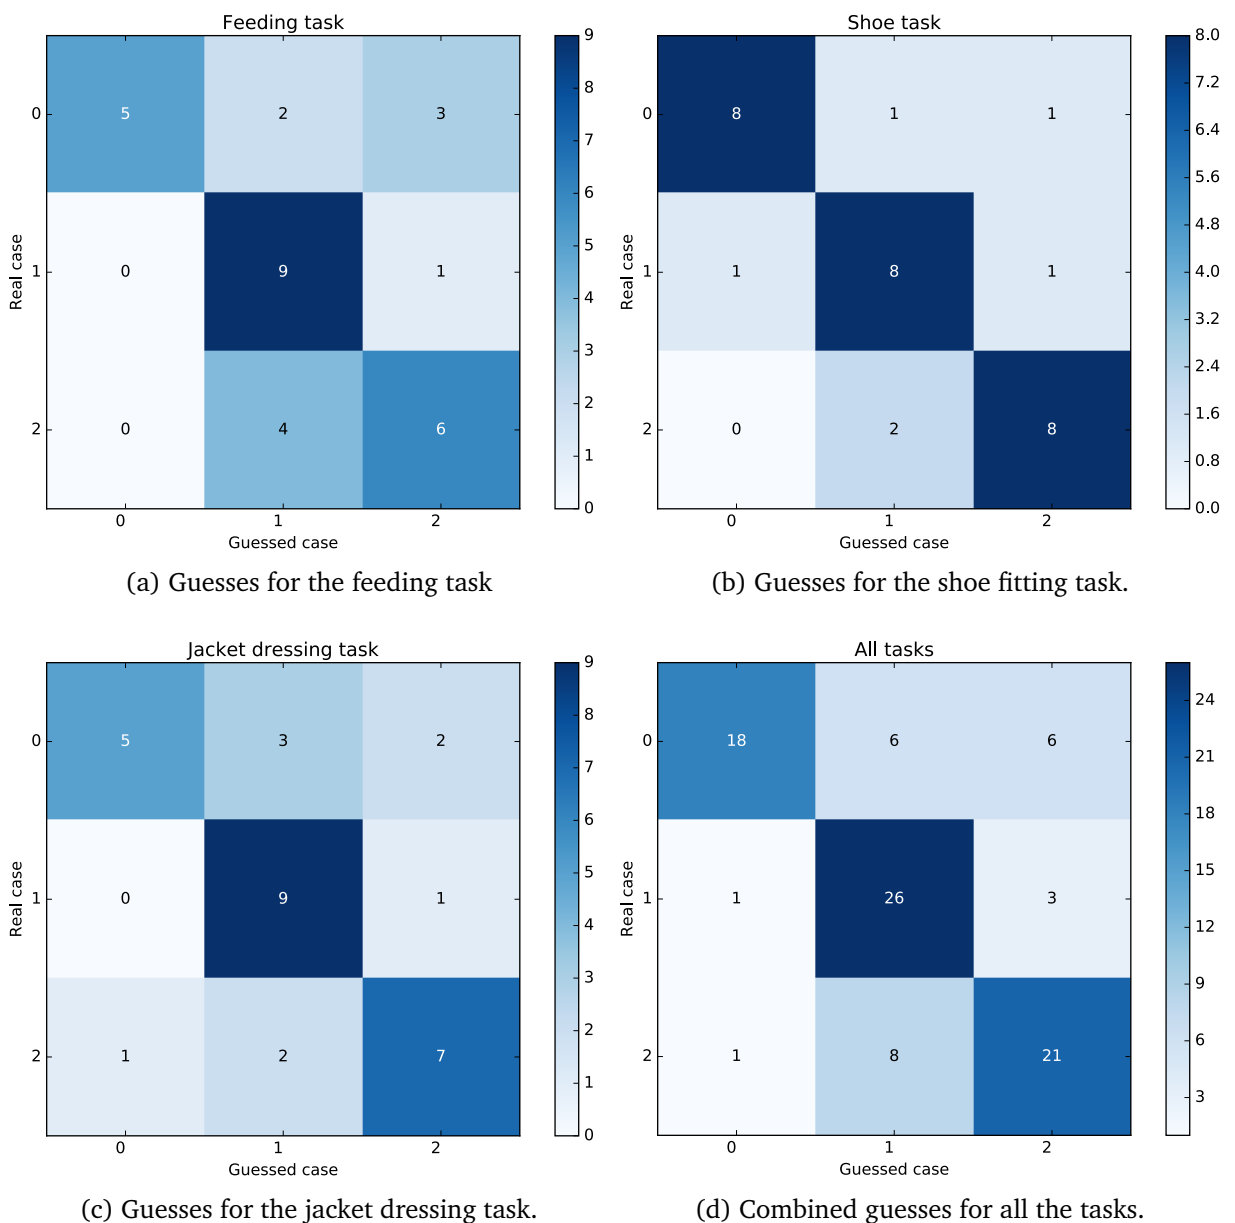 Feeding task
Real case
0 5 2 3
1 0 9 1
2 0 4 6
0 1 2
Guessed case
9
8
7
6
5
4
3
2
1
0
(a) Guesses for the feeding task
Shoe task
Real case
0 8 1 1
1 1 8 1
2 0 2 8
0 1 2
Guessed case
8.0
7.2
6.4
5.6
4.8
4.0
3.2
2.4
1.6
0.8
0.0
(b) Guesses for the shoe fitting task.
Jacket dressing task
Real case
0 5 3 2
1 0 9 1
2 1 2 7
0 1 2
Guessed case
9
8
7
6
5
4
3
2
1
0
(c) Guesses for the jacket dressing task.
All tasks
Real case
0 18 6 6
1 1 26 3
2 1 8 21
0 1 2
Guessed case
24
21
18
15
12
9
6
3
(d) Combined guesses for all the tasks.